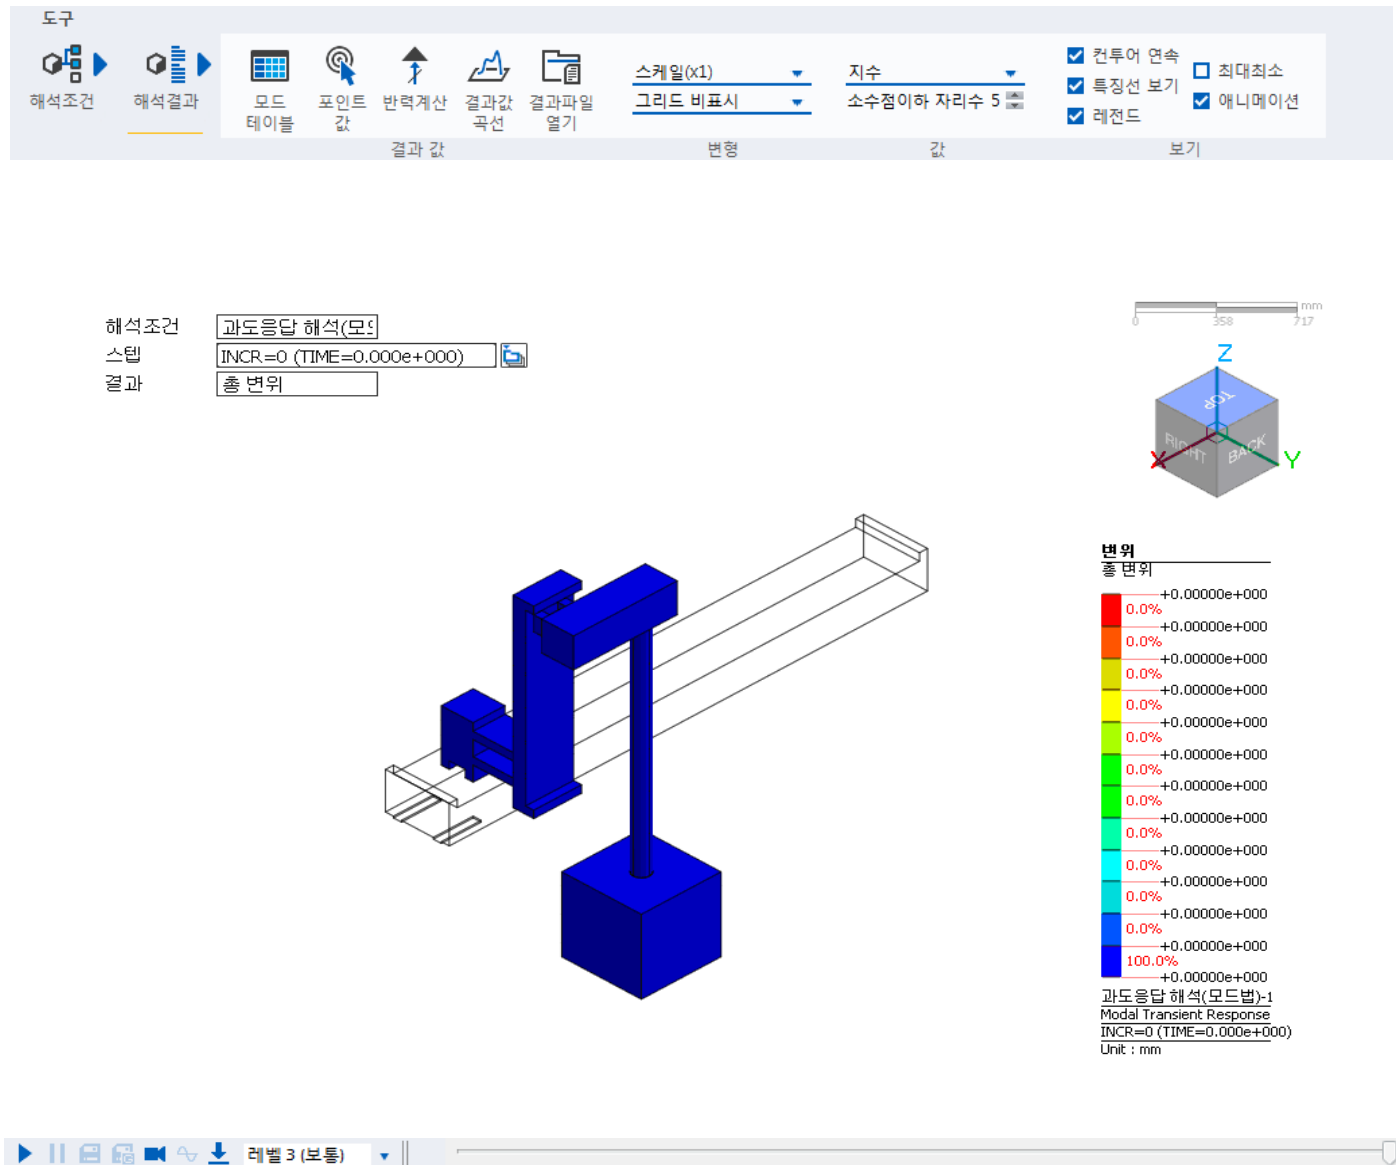 도구
해석조건
해석결과
모드
테이블
포인트
값
반력계산
결과값
곡선
결과파일
열기
결과 값
스케일(x1)
그리드 비표시
변형
지수
소수점이하 자리수 5
값
컨투어 연속
특징선 보기
레전드
최대최소
애니메이션
보기
해석조건 과도응답 해석(모드
스텝 INCR=0 (TIME=0.000e+000)
결과 총 변위
mm
0 358 717
Z
TOP
RIGHT BACK
X Y
변위
총 변위
+0.00000e+000
0.0%
+0.00000e+000
0.0%
+0.00000e+000
0.0%
+0.00000e+000
0.0%
+0.00000e+000
0.0%
+0.00000e+000
0.0%
+0.00000e+000
0.0%
+0.00000e+000
0.0%
+0.00000e+000
0.0%
+0.00000e+000
0.0%
+0.00000e+000
0.0%
+0.00000e+000
100.0%
+0.00000e+000
과도응답 해석(모드법)-1
Modal Transient Response
INCR=0 (TIME=0.000e+000)
Unit : mm
레벨 3 (보통)